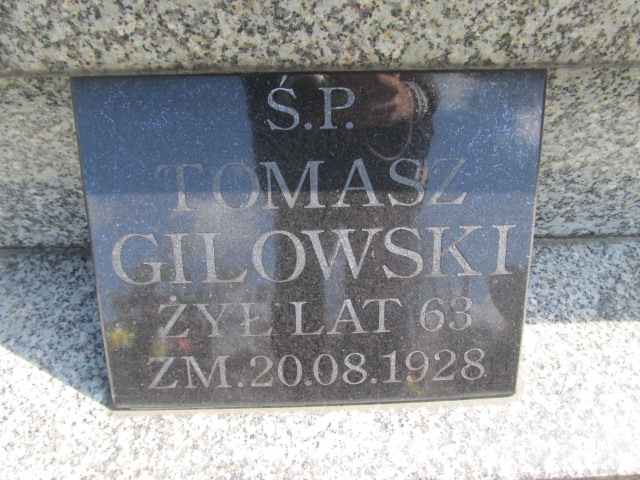 Ś.P.
TOMASZ
GILOWSKI
ŻYŁ LAT 63
ZM.20.08.1928